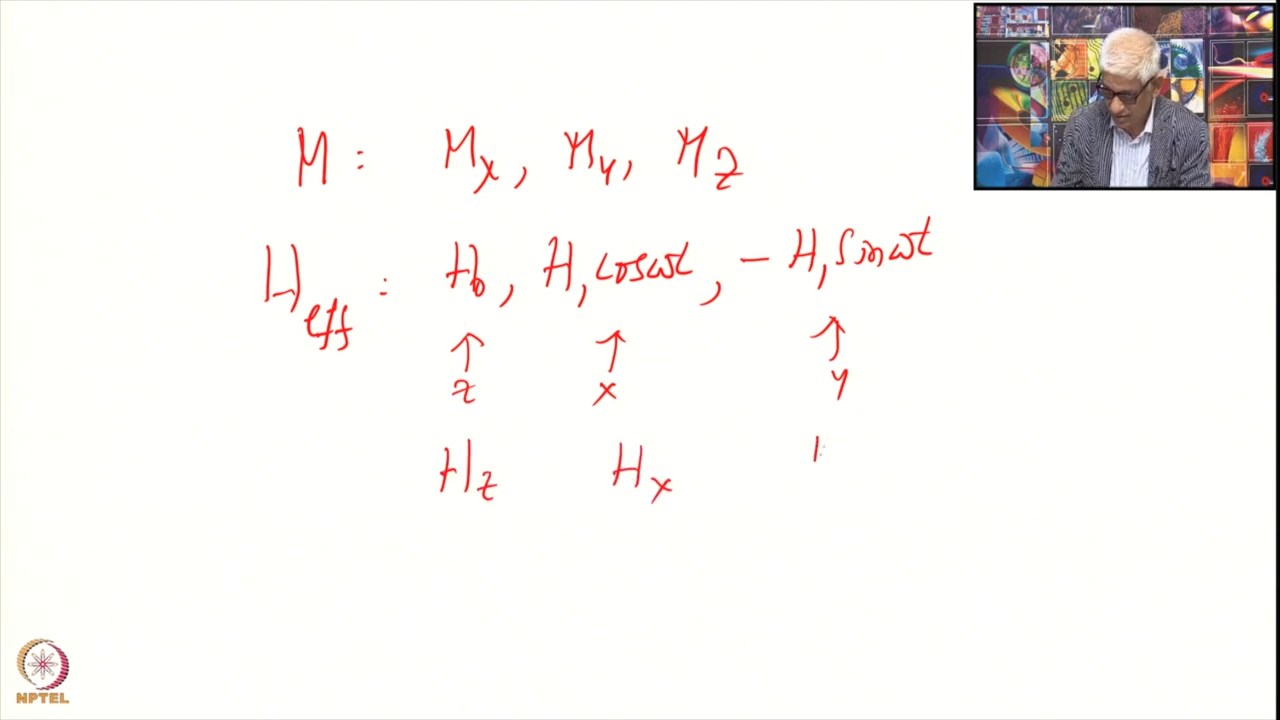 M : Mx, My, Mz
Heff : H0, H1 cosωt, - H1 sinωt
↑ ↑ ↑
z x y
Hz Hx
NPTEL